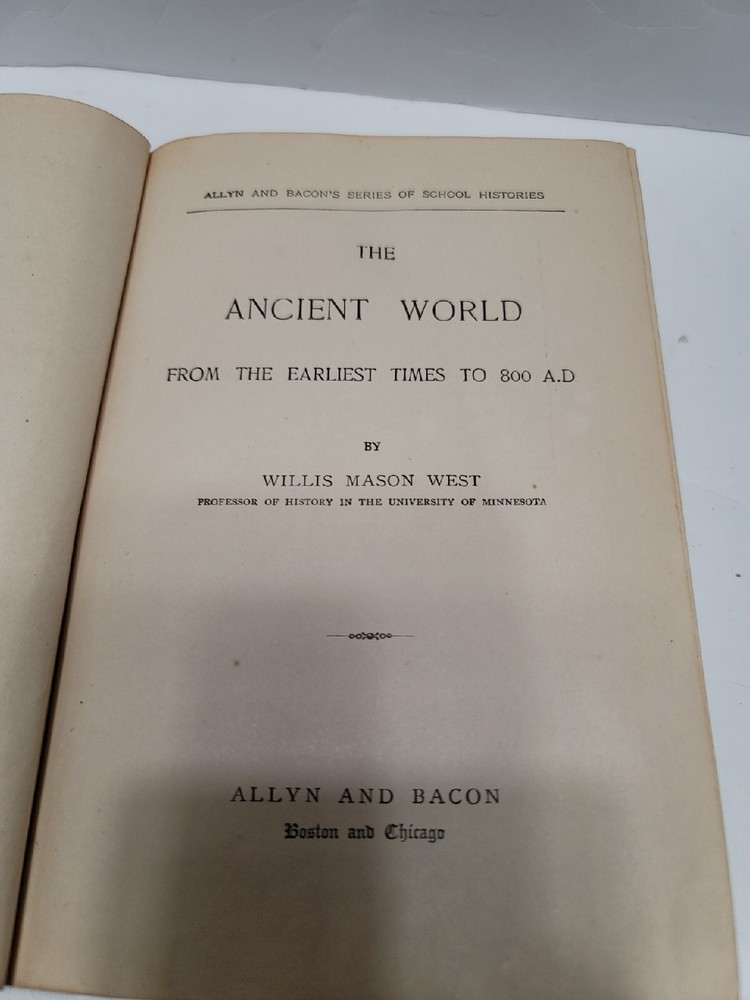 ALLYN AND BACON'S SERIES OF SCHOOL HISTORIES
THE
ANCIENT WORLD
FROM THE EARLIEST TIMES TO 800 A.D
BY
WILLIS MASON WEST
PROFESSOR OF HISTORY IN THE UNIVERSITY OF MINNESOTA
ALLYN AND BACON
Boston and Chicago